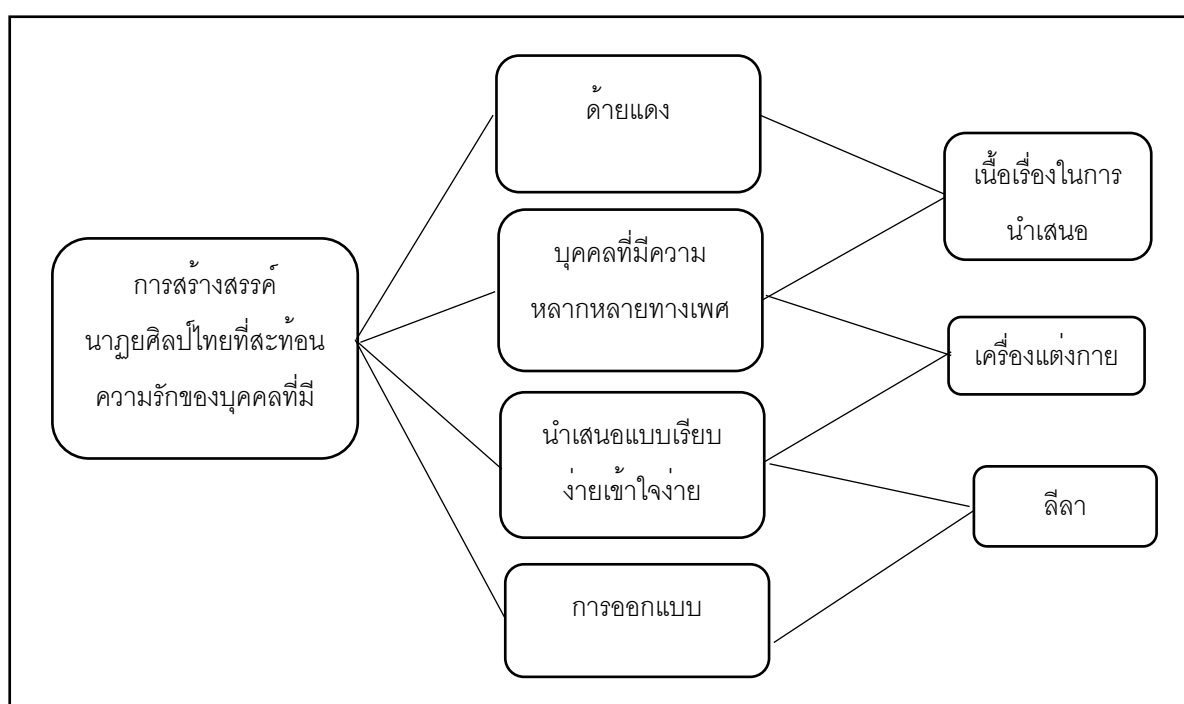 การสร้างสรรค์
นาฏยศิลป์ไทยที่สะท้อน
ความรักของบุคคลที่มี
ด้ายแดง
บุคคลที่มีความ
หลากหลายทางเพศ
นำเสนอแบบเรียบ
ง่ายเข้าใจง่าย
การออกแบบ
เนื้อเรื่องในการ
นำเสนอ
เครื่องแต่งกาย
ลีลา